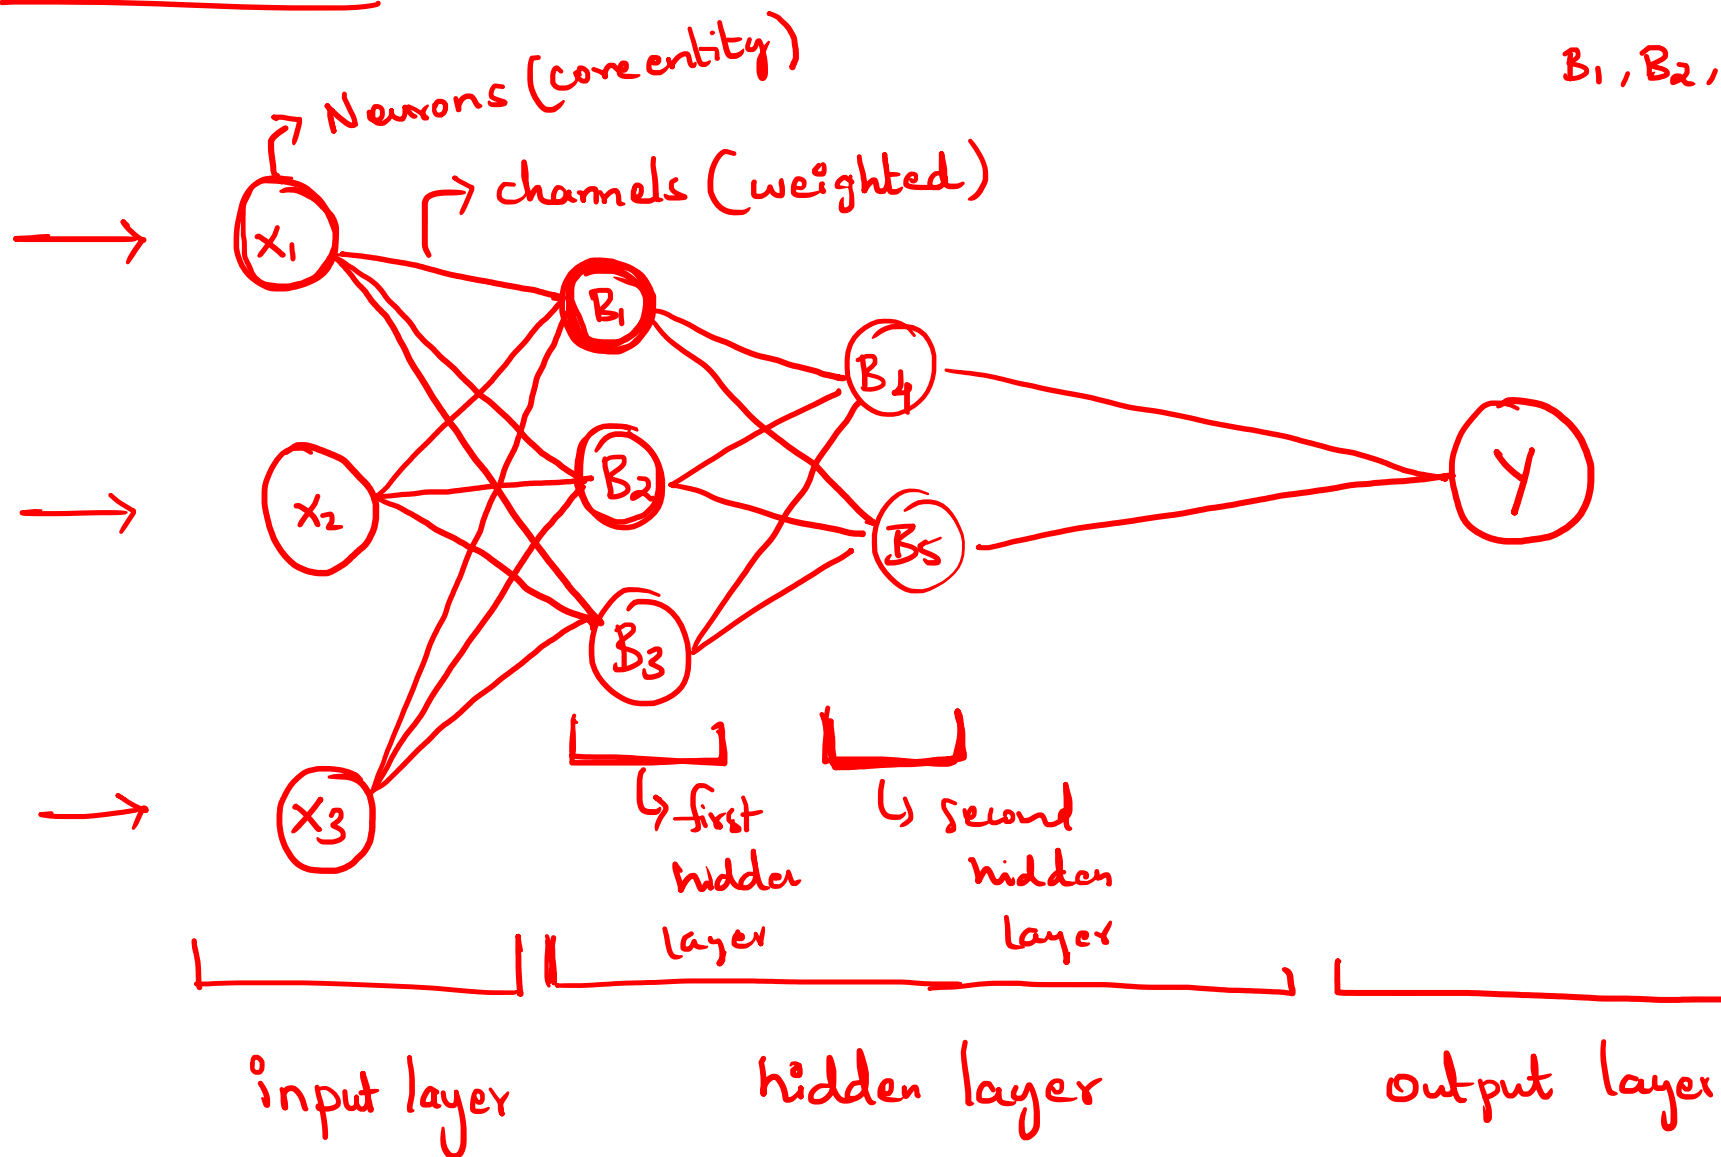 Neurons (core entity)
B1, B2,
channels (weighted)
X1
B1
B4
X2
B2
Y
B5
B3
X3
first
hidden
layer
second
hidden
layer
input layer
hidden layer
output layer